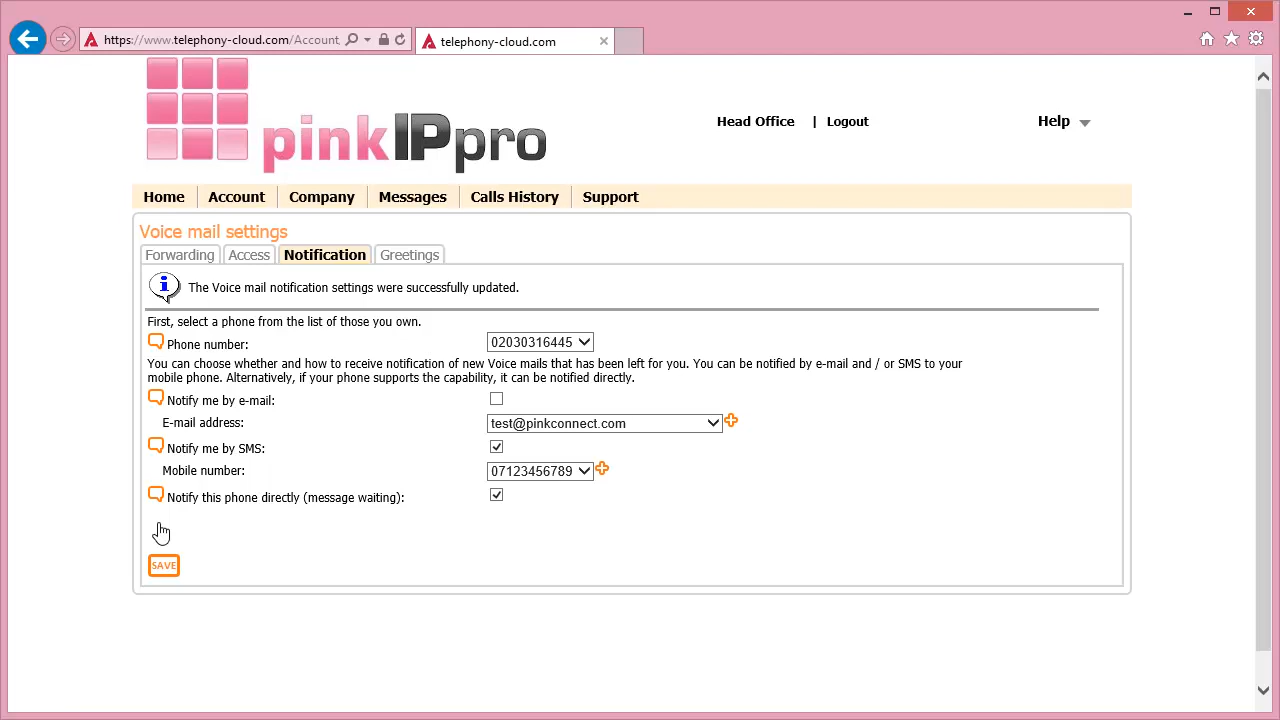 https://www.telephony-cloud.com/Account
telephony-cloud.com
pinkIPpro
Head Office | Logout
Help
Home Account Company Messages Calls History Support
Voice mail settings
Forwarding Access Notification Greetings
The Voice mail notification settings were successfully updated.
First, select a phone from the list of those you own.
Phone number: 02030316445
You can choose whether and how to receive notification of new Voice mails that has been left for you. You can be notified by e-mail and / or SMS to your
mobile phone. Alternatively, if your phone supports the capability, it can be notified directly.
Notify me by e-mail:
E-mail address: test@pinkconnect.com
Notify me by SMS:
Mobile number: 07123456789
Notify this phone directly (message waiting):
SAVE